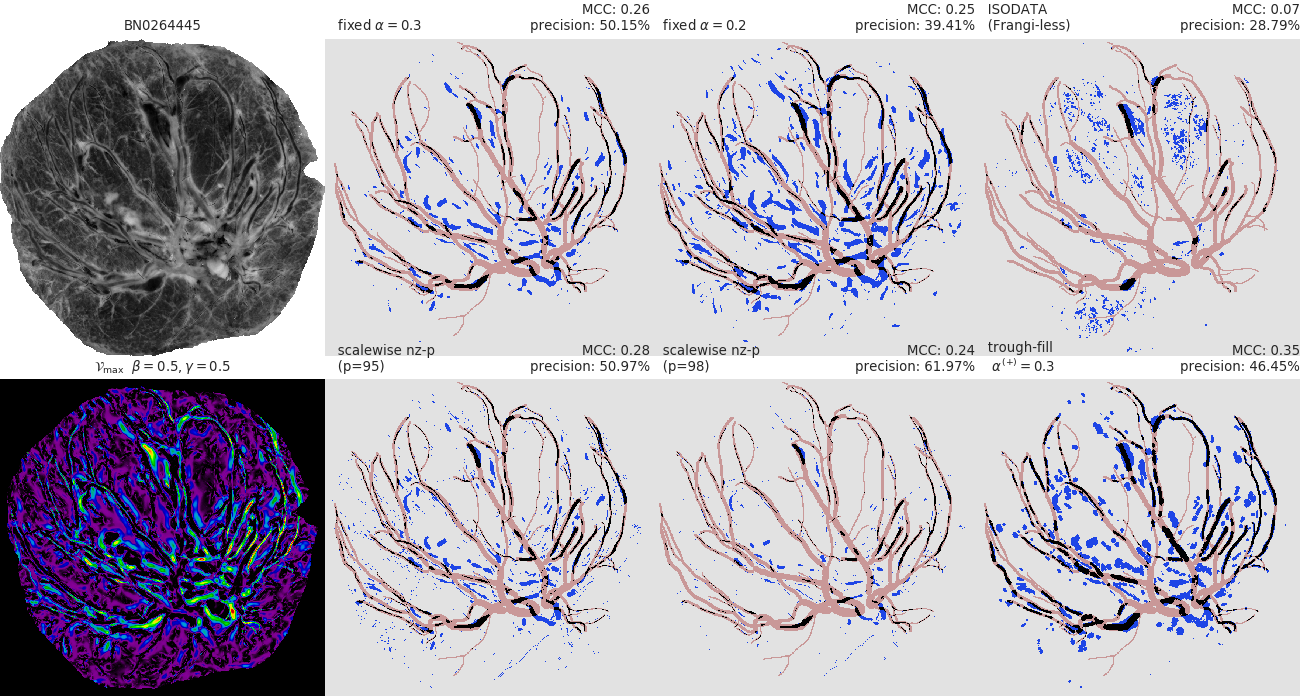 BN0264445
fixed α = 0.3
MCC: 0.26
precision: 50.15%
fixed α = 0.2
MCC: 0.25
precision: 39.41%
ISODATA
(Frangi-less)
MCC: 0.07
precision: 28.79%
𝒱max β = 0.5, γ = 0.5
scalewise nz-p
(p=95)
MCC: 0.28
precision: 50.97%
scalewise nz-p
(p=98)
MCC: 0.24
precision: 61.97%
trough-fill
α(+) = 0.3
MCC: 0.35
precision: 46.45%